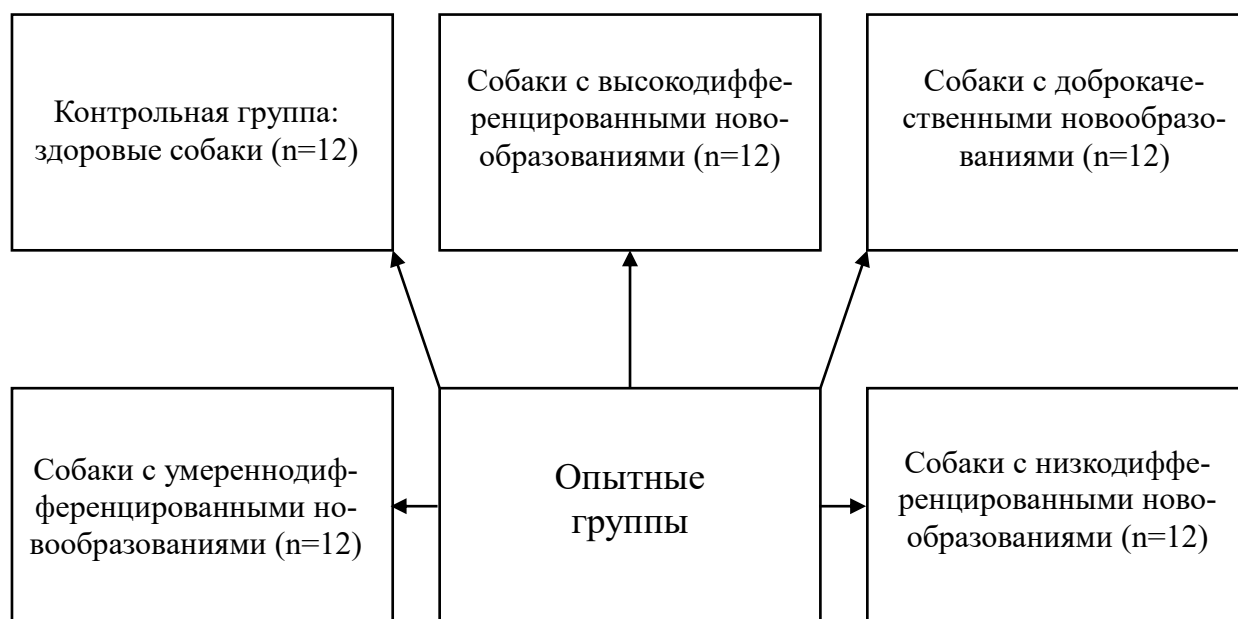 Контрольная группа:
здоровые собаки (n=12)
Собаки с высокодиффе-
ренцированными ново-
образованиями (n=12)
Собаки с доброкаче-
ственными новообразо-
ваниями (n=12)
Собаки с умереннодиф-
ференцированными но-
вообразованиями (n=12)
Опытные
группы
Собаки с низкодиффе-
ренцированными ново-
образованиями (n=12)